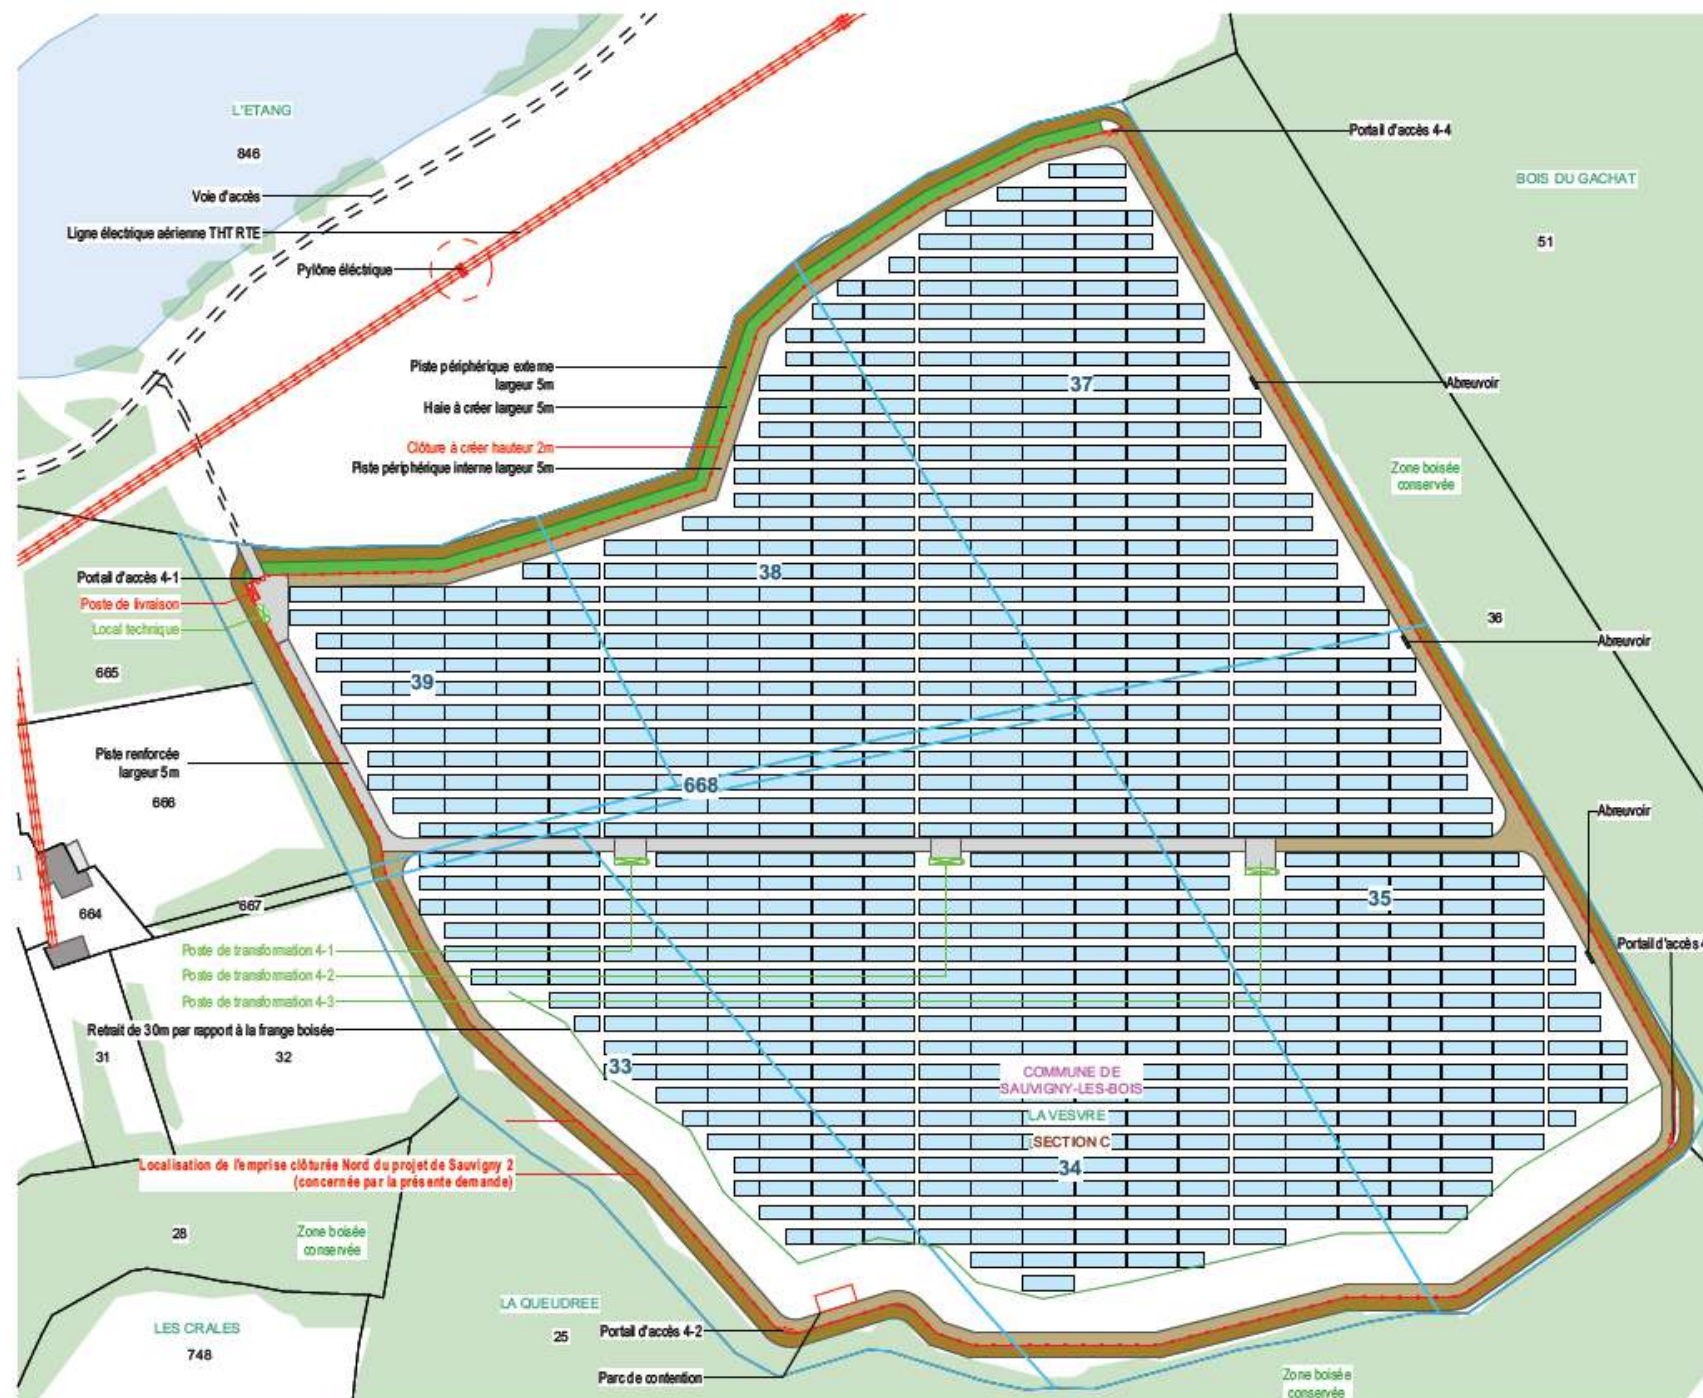 L'ETANG
846
Voie d'accès
Ligne électrique aérienne THT RTE
Pylône éléctrique
Portail d'accès 4-4
BOIS DU GACHAT
51
Piste périphérique externe
largeur 5m
Haie à créer largeur 5m
Clôture à créer hauteur 2m
Piste périphérique interne largeur 5m
37
Abreuvoir
Zone boisée
conservée
Portail d'accès 4-1
Poste de livraison
Local technique
38
665
39
36
Abreuvoir
Piste renforcée
largeur 5m
666
668
Abreuvoir
664
667
35
Poste de transformation 4-1
Poste de transformation 4-2
Poste de transformation 4-3
Portail d'accès 4
Retrait de 30m par rapport à la frange boisée
31
32
33
COMMUNE DE
SAUVIGNY-LES-BOIS
LA VESVRE
SECTION C
34
Localisation de l'emprise clôturée Nord du projet de Sauvigny 2
(concernée par la présente demande)
28
Zone boisée
conservée
LA QUEUDREE
25
LES CRALES
748
Portail d'accès 4-2
Parc de contention
Zone boisée
conservée